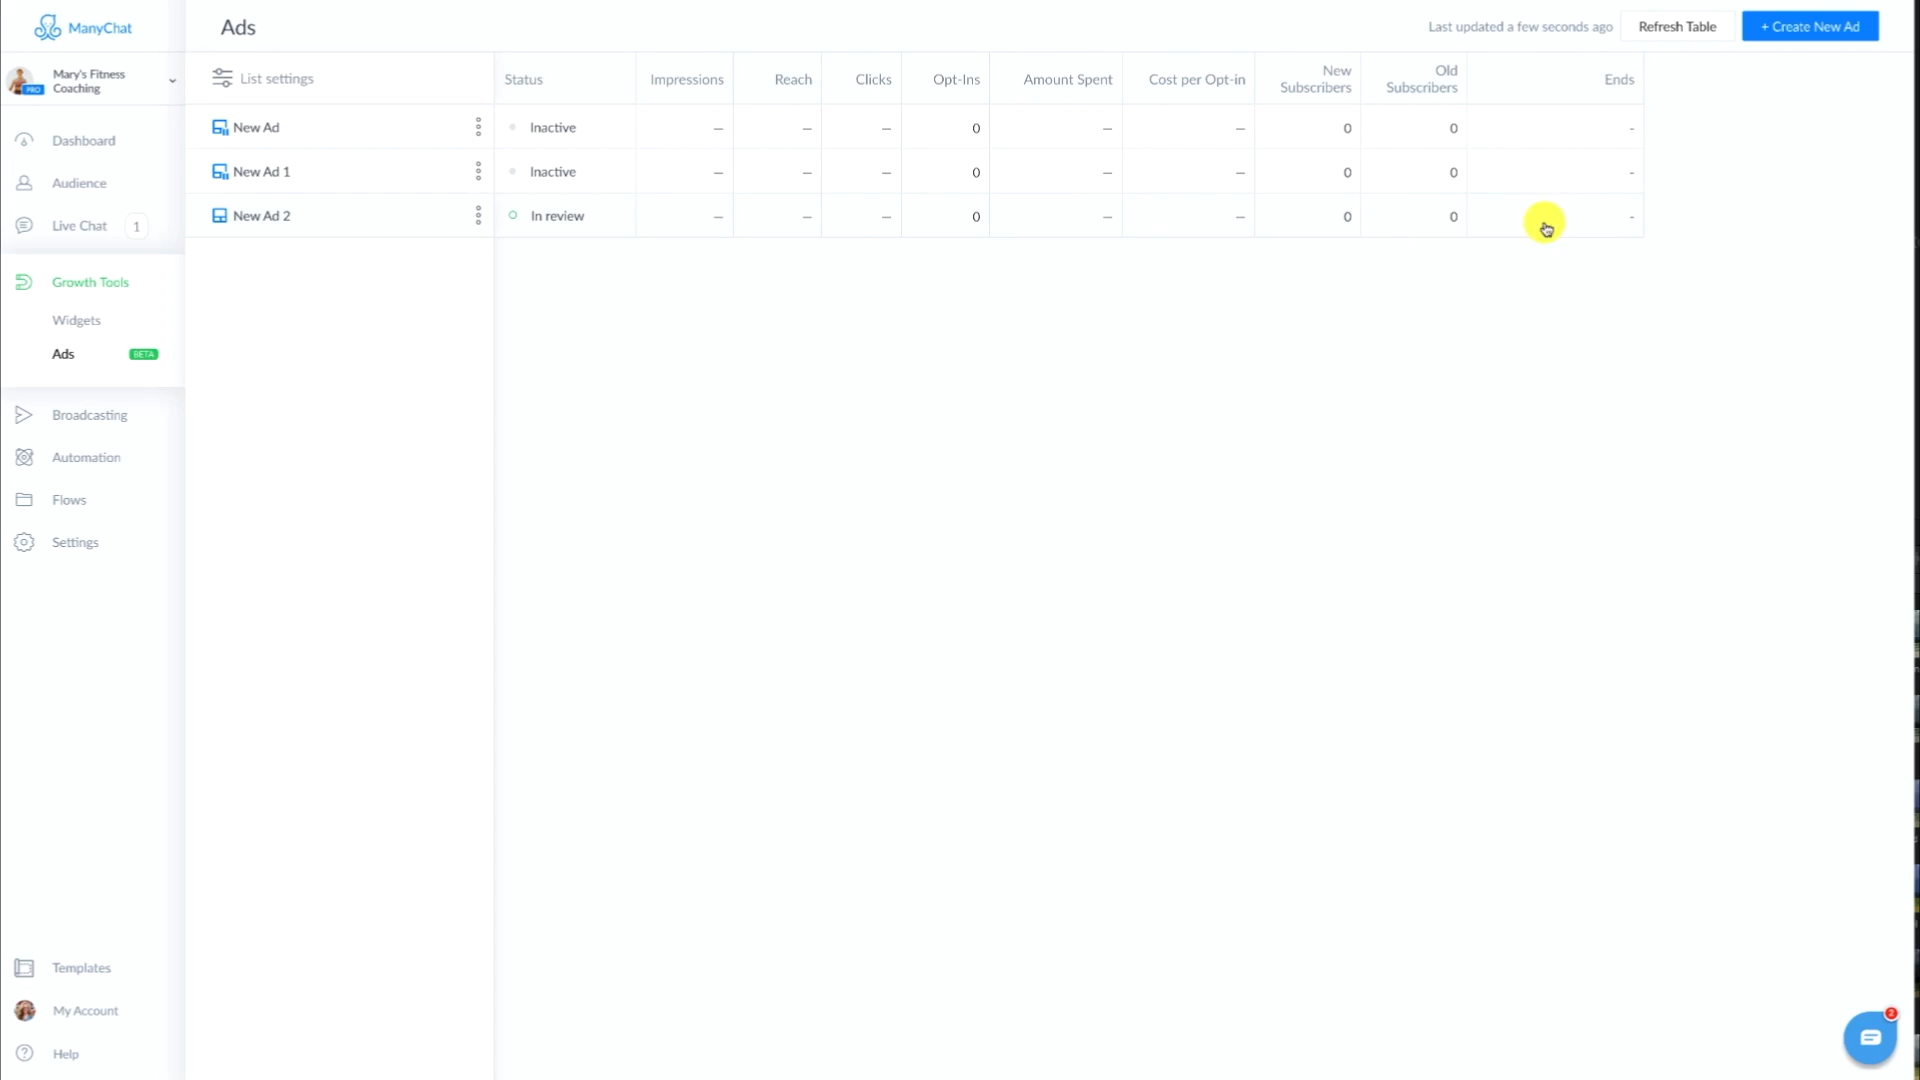 ManyChat
Ads
Last updated a few seconds ago
Refresh Table
+ Create New Ad
Mary's Fitness
Coaching
PRO
List settings
Status
Impressions
Reach
Clicks
Opt-Ins
Amount Spent
Cost per Opt-in
New
Subscribers
Old
Subscribers
Ends
New Ad
Inactive
–
–
–
0
–
–
0
0
-
New Ad 1
Inactive
–
–
–
0
–
–
0
0
-
New Ad 2
In review
–
–
–
0
–
–
0
0
-
Dashboard
Audience
Live Chat
1
Growth Tools
Widgets
Ads
BETA
Broadcasting
Automation
Flows
Settings
Templates
My Account
Help
2